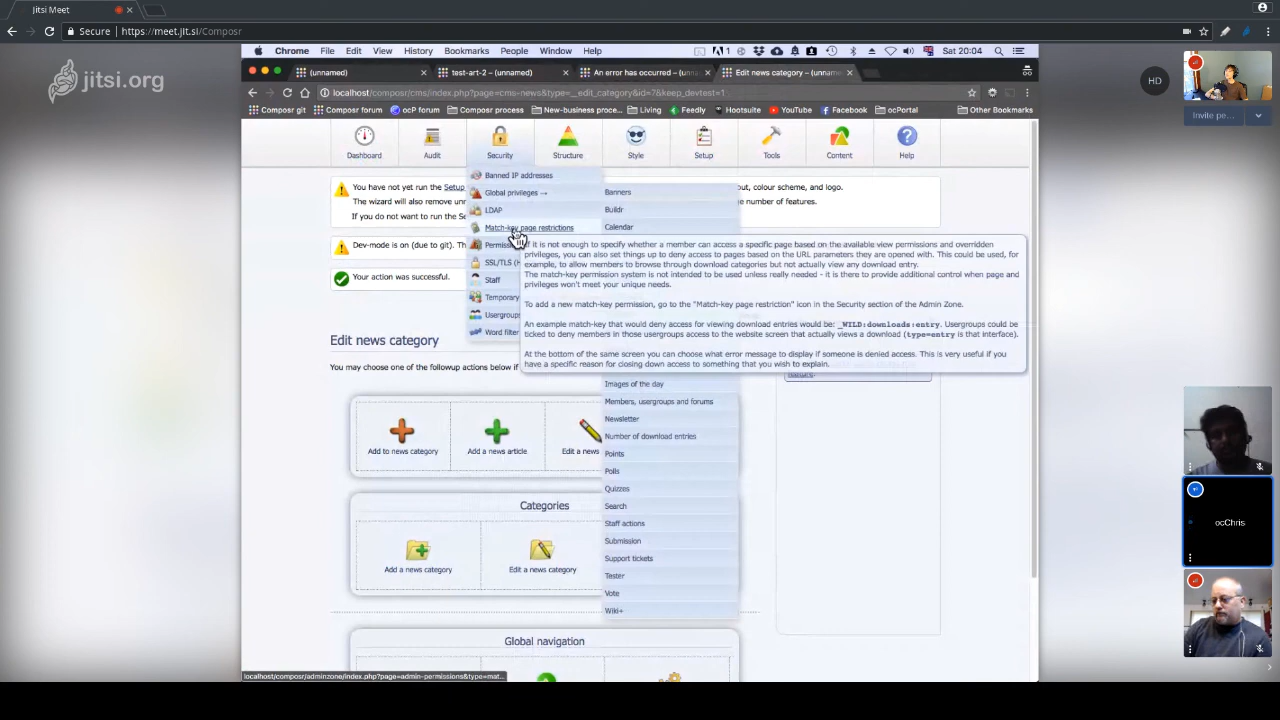 Jitsi Meet
Secure
https://meet.jit.si/Composr
jitsi.org
Chrome File Edit View History Bookmarks People Window Help
Sat 20:04
(unnamed)
test-art-2 – (unnamed)
An error has occurred – (unn
Edit news category – (unnam
localhost/composr/cms/index.php?page=cms-news&type=__edit_category&id=7&keep_devtest=1
Composr git Composr forum ocP forum Composr process New-business proc... Living Feedly Hootsuite YouTube Facebook ocPortal Other Bookmarks
HD
Invite pe...
Dashboard Audit Security Structure Style Setup Tools Content Help
You have not yet run the Setup
The wizard will also remove un
If you do not want to run the Se
out, colour scheme, and logo.
number of features.
Dev-mode is on (due to git). Th
Your action was successful.
Banned IP addresses
Global privileges →
LDAP
Match-key page restrictions
Permiss
SSL/TLS (H
Staff
Temporary
Usergroups
Word filter
Banners
Buildr
Calendar
If it is not enough to specify whether a member can access a specific page based on the available view permissions and overridden
privileges, you can also set things up to deny access to pages based on the URL parameters they are opened with. This could be used, for
example, to allow members to browse through download categories but not actually view any download entry.
The match-key permission system is not intended to be used unless really needed - it is there to provide additional control when page and
privileges won't meet your unique needs.
To add a new match-key permission, go to the "Match-key page restriction" icon in the Security section of the Admin Zone.
An example match-key that would deny access for viewing download entries would be: _WILD:downloads:entry. Usergroups could be
ticked to deny members in those usergroups access to the website screen that actually views a download (type=entry is that interface).
At the bottom of the same screen you can choose what error message to display if someone is denied access. This is very useful if you
have a specific reason for closing down access to something that you wish to explain.
Images of the day
Members, usergroups and forums
Newsletter
Number of download entries
Points
Polls
Quizzes
Search
Staff actions
Submission
Support tickets
Tester
Vote
Wiki+
Edit news category
You may choose one of the followup actions below if
Add to news category
Add a news article
Edit a news
Categories
Add a news category
Edit a news category
Global navigation
localhost/composr/adminzone/index.php?page=admin-permissions&type=mat...
ocChris